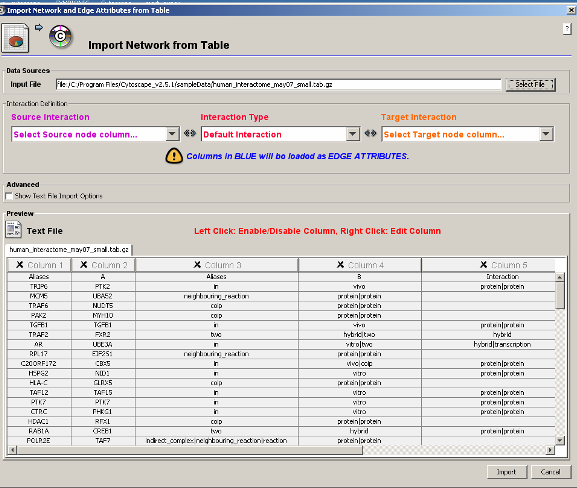 Import Network and Edge Attributes from Table
Import Network from Table
?
Data Sources
Input File file:/C:/Program Files/Cytoscape_v2.5.1/sampleData/human_interactome_may07_small.tab.gz Select File
Interaction Definition
Source Interaction Interaction Type Target Interaction
Select Source node column... Default Interaction Select Target node column...
Columns in BLUE will be loaded as EDGE ATTRIBUTES.
Advanced
Show Text File Import Options
Preview
Text File Left Click: Enable/Disable Column, Right Click: Edit Column
human_interactome_may07_small.tab.gz
Column 1 Column 2 Column 3 Column 4 Column 5
Aliases A Aliases B Interaction
TRIP6 PTK2 in vivo protein|protein
MCM5 UBA52 neighbouring_reaction protein|protein
TRAF6 NUDT5 coip protein|protein
PAK2 MYH10 coip protein|protein
TGFB1 TGFB1 in vivo protein|protein
TRAF2 FXR2 two hybrid|two hybrid
AR UBE3A in vitro|two hybrid|transcription
RPL17 EIF2S1 neighbouring_reaction protein|protein
C20ORF172 CBX5 in vivo|coip protein|protein
HSPG2 NID1 in vitro protein|protein
HLA-C GLRX5 coip protein|protein
TAF12 TAF15 in vitro protein|protein
PTK7 PTK7 in vitro protein|protein
CTRC PHKG1 in vitro protein|protein
HDAC1 RFX1 coip protein|protein
RAB1A CREB1 two hybrid protein|protein
POLR2E TAF7 indirect_complex|neighbouring_reaction|reaction protein|protein
Import Cancel